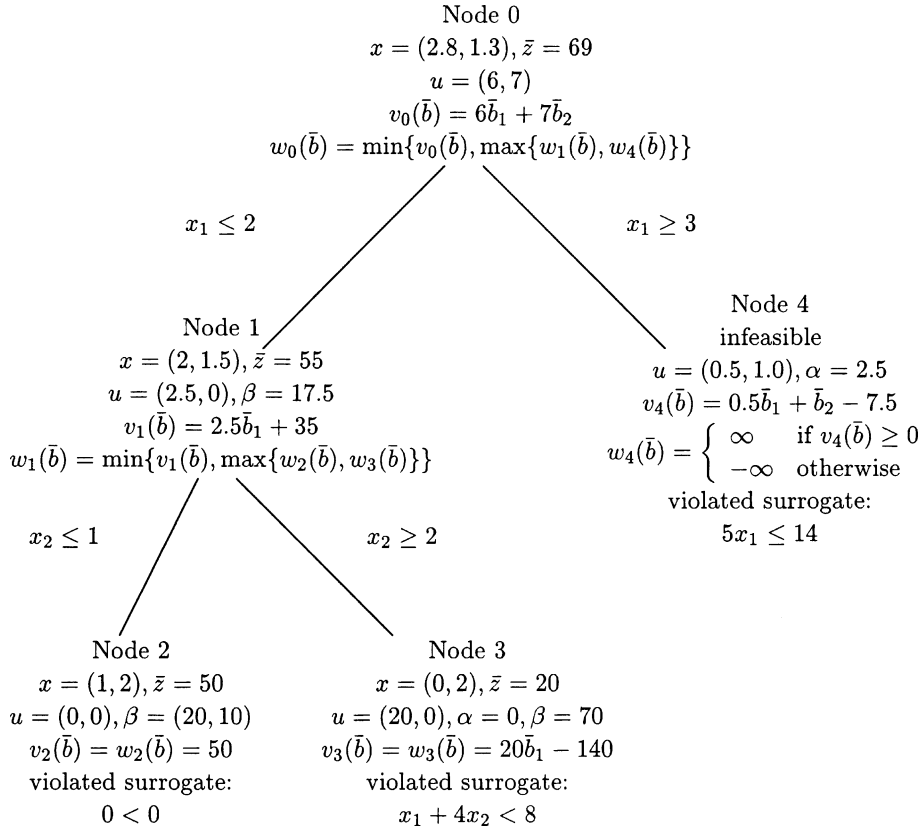 Node 0
x = (2.8, 1.3), z̄ = 69
u = (6, 7)
v₀(b̄) = 6b̄₁ + 7b̄₂
w₀(b̄) = min{v₀(b̄), max{w₁(b̄), w₄(b̄)}}
x₁ ≤ 2
x₁ ≥ 3
Node 1
x = (2, 1.5), z̄ = 55
u = (2.5, 0), β = 17.5
v₁(b̄) = 2.5b̄₁ + 35
w₁(b̄) = min{v₁(b̄), max{w₂(b̄), w₃(b̄)}}
Node 4
infeasible
u = (0.5, 1.0), α = 2.5
v₄(b̄) = 0.5b̄₁ + b̄₂ − 7.5
w₄(b̄) = { ∞ if v₄(b̄) ≥ 0
−∞ otherwise
violated surrogate:
5x₁ ≤ 14
x₂ ≤ 1
x₂ ≥ 2
Node 2
x = (1, 2), z̄ = 50
u = (0, 0), β = (20, 10)
v₂(b̄) = w₂(b̄) = 50
violated surrogate:
0 < 0
Node 3
x = (0, 2), z̄ = 20
u = (20, 0), α = 0, β = 70
v₃(b̄) = w₃(b̄) = 20b̄₁ − 140
violated surrogate:
x₁ + 4x₂ < 8